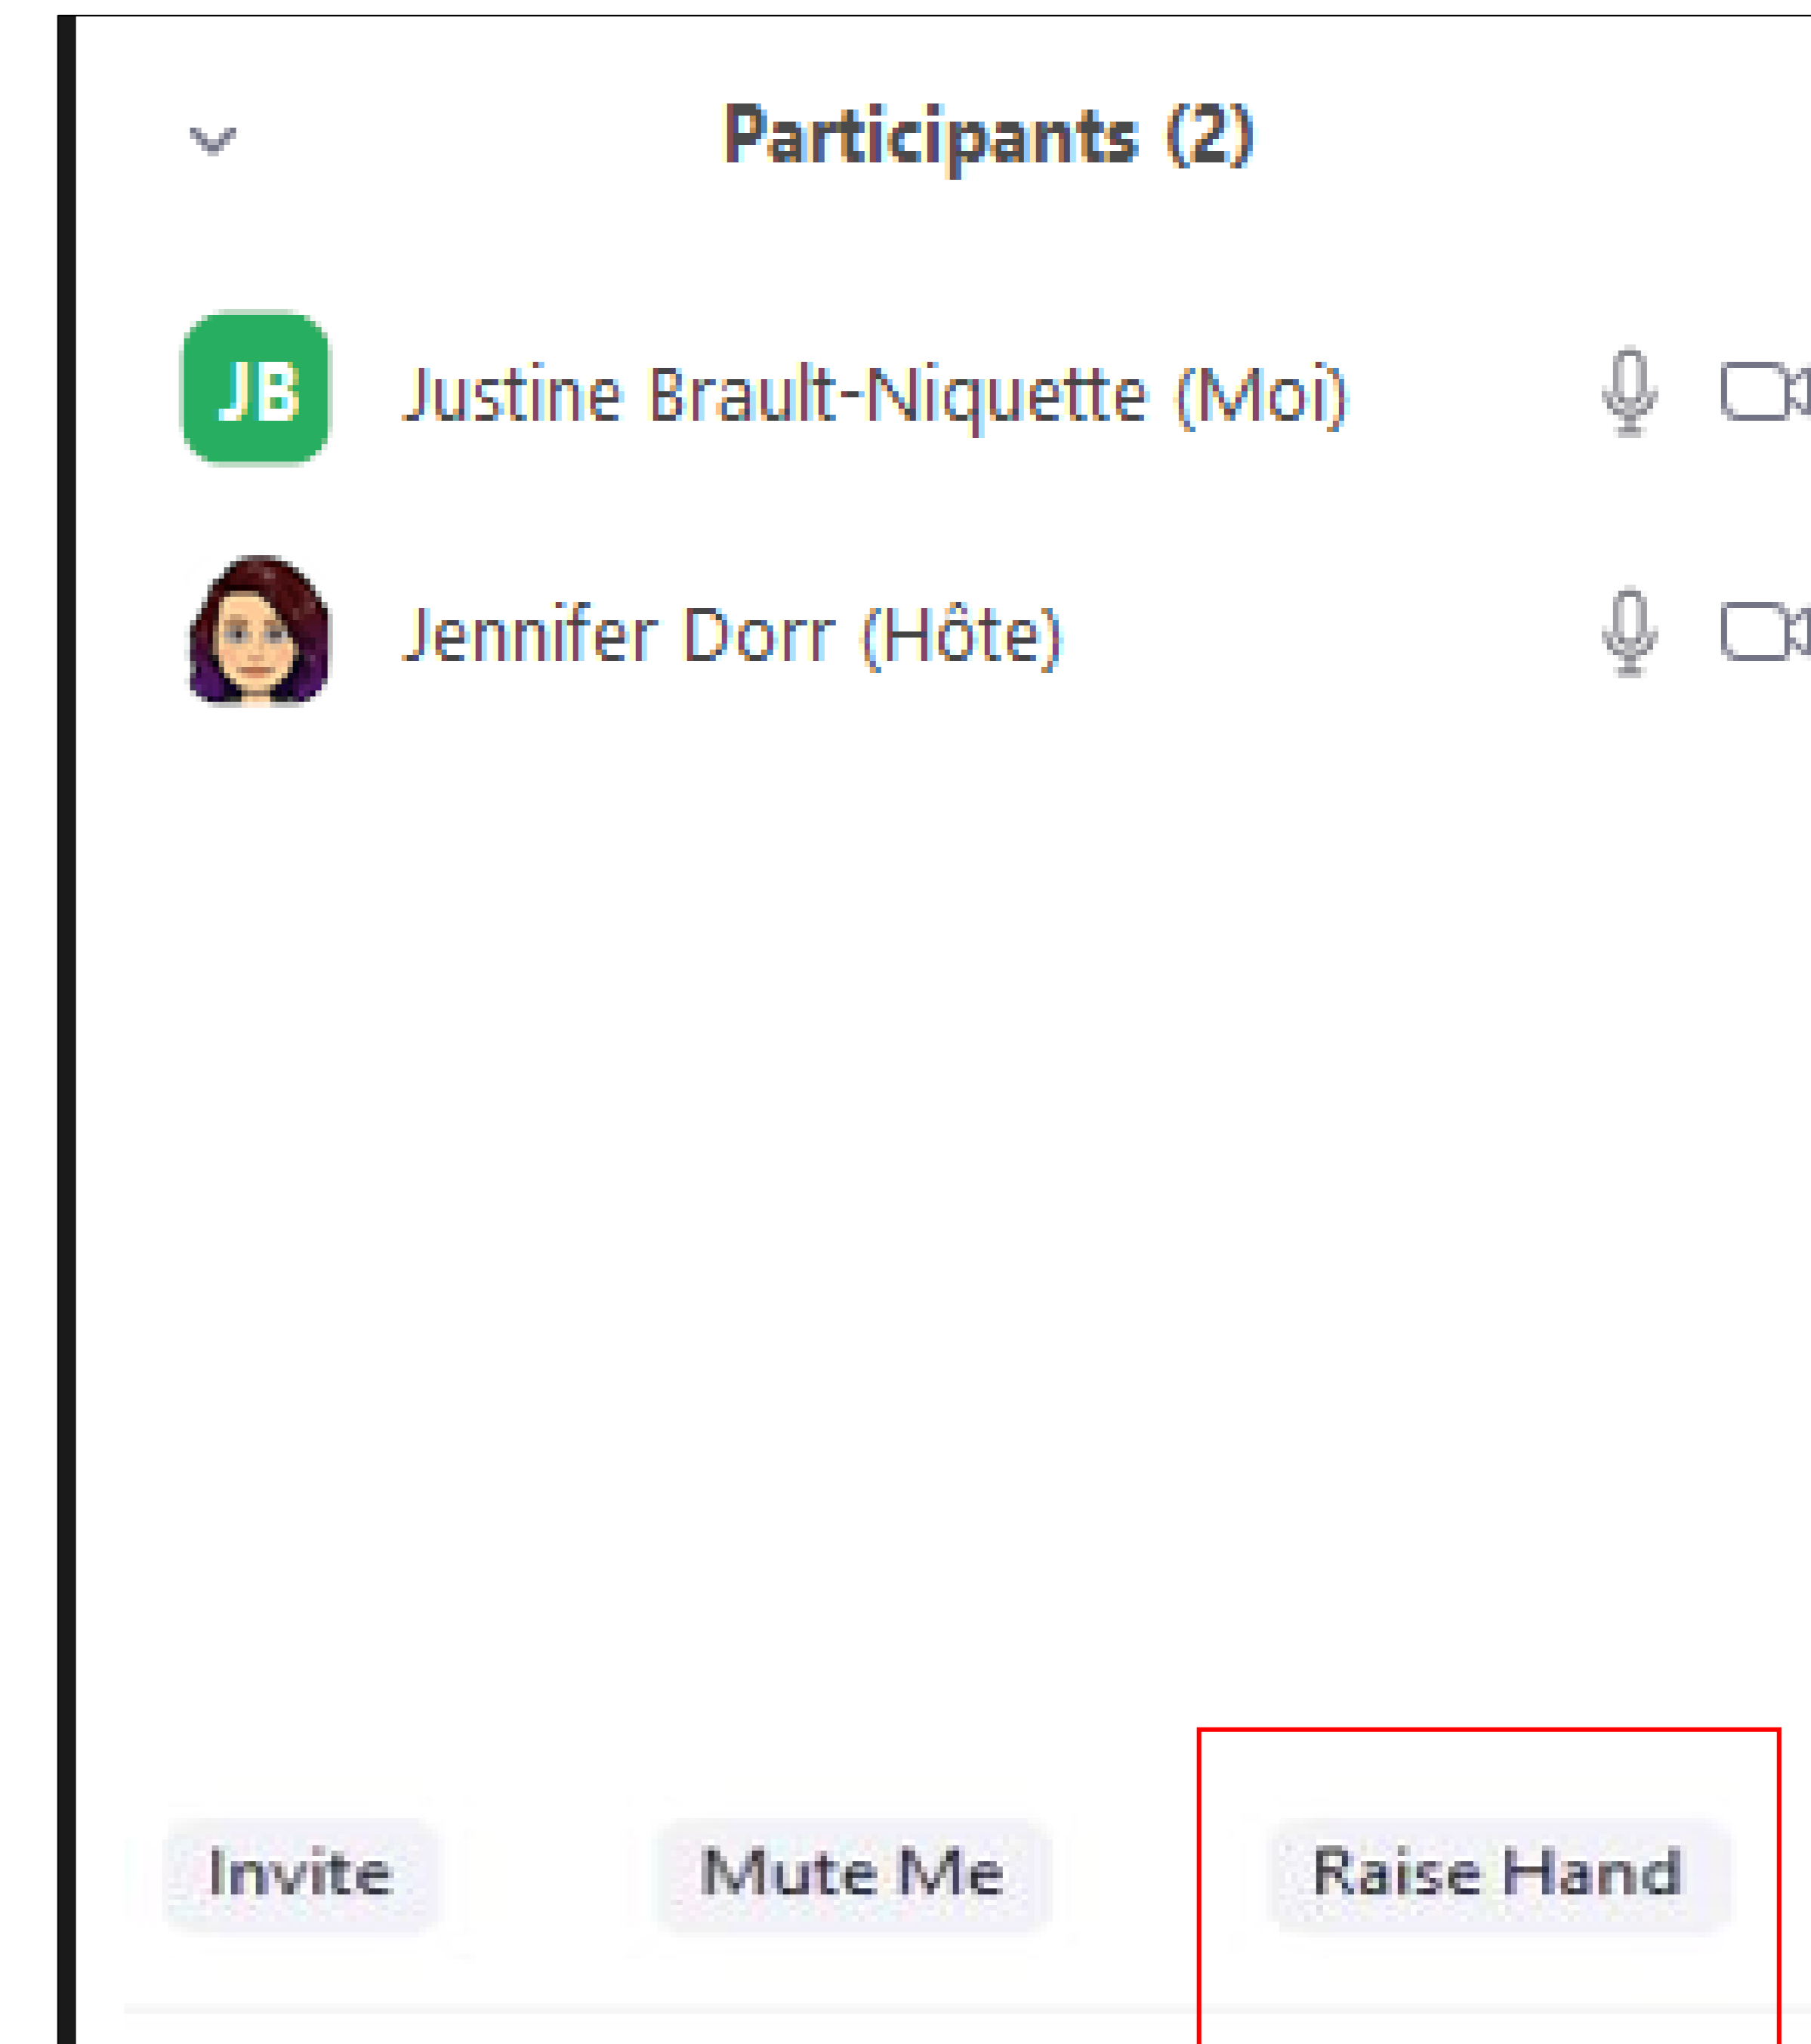 Participants (2)
JB Justine Brault-Niquette (Moi)
Jennifer Dorr (Hôte)
Invite Mute Me Raise Hand